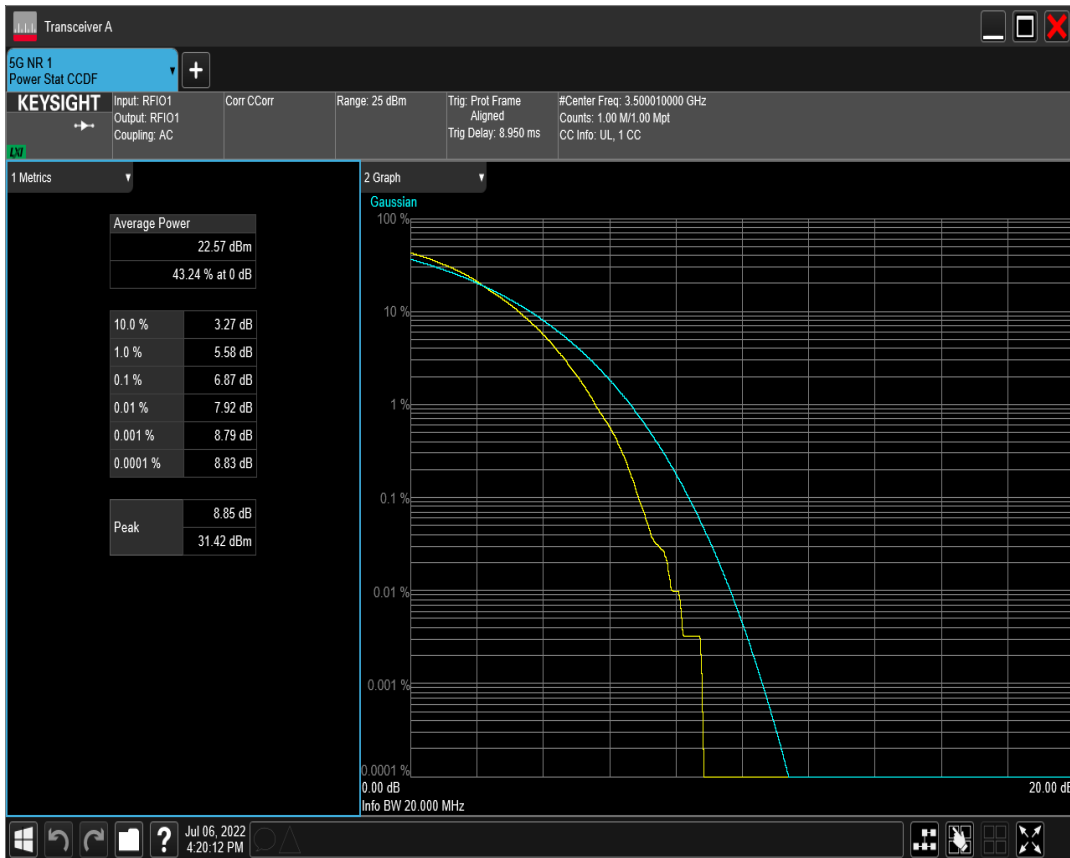 Transceiver A
5G NR 1
Power Stat CCDF
+
KEYSIGHT
LXI
Input: RFIO1
Output: RFIO1
Coupling: AC
Corr CCorr
Range: 25 dBm
Trig: Prot Frame
Aligned
Trig Delay: 8.950 ms
#Center Freq: 3.500010000 GHz
Counts: 1.00 M/1.00 Mpt
CC Info: UL, 1 CC
1 Metrics
Average Power
22.57 dBm
43.24 % at 0 dB
10.0 % 3.27 dB
1.0 % 5.58 dB
0.1 % 6.87 dB
0.01 % 7.92 dB
0.001 % 8.79 dB
0.0001 % 8.83 dB
Peak 8.85 dB
31.42 dBm
2 Graph
Gaussian
100 %
10 %
1 %
0.1 %
0.01 %
0.001 %
0.0001 %
0.00 dB 20.00 dB
Info BW 20.000 MHz
? Jul 06, 2022
4:20:12 PM